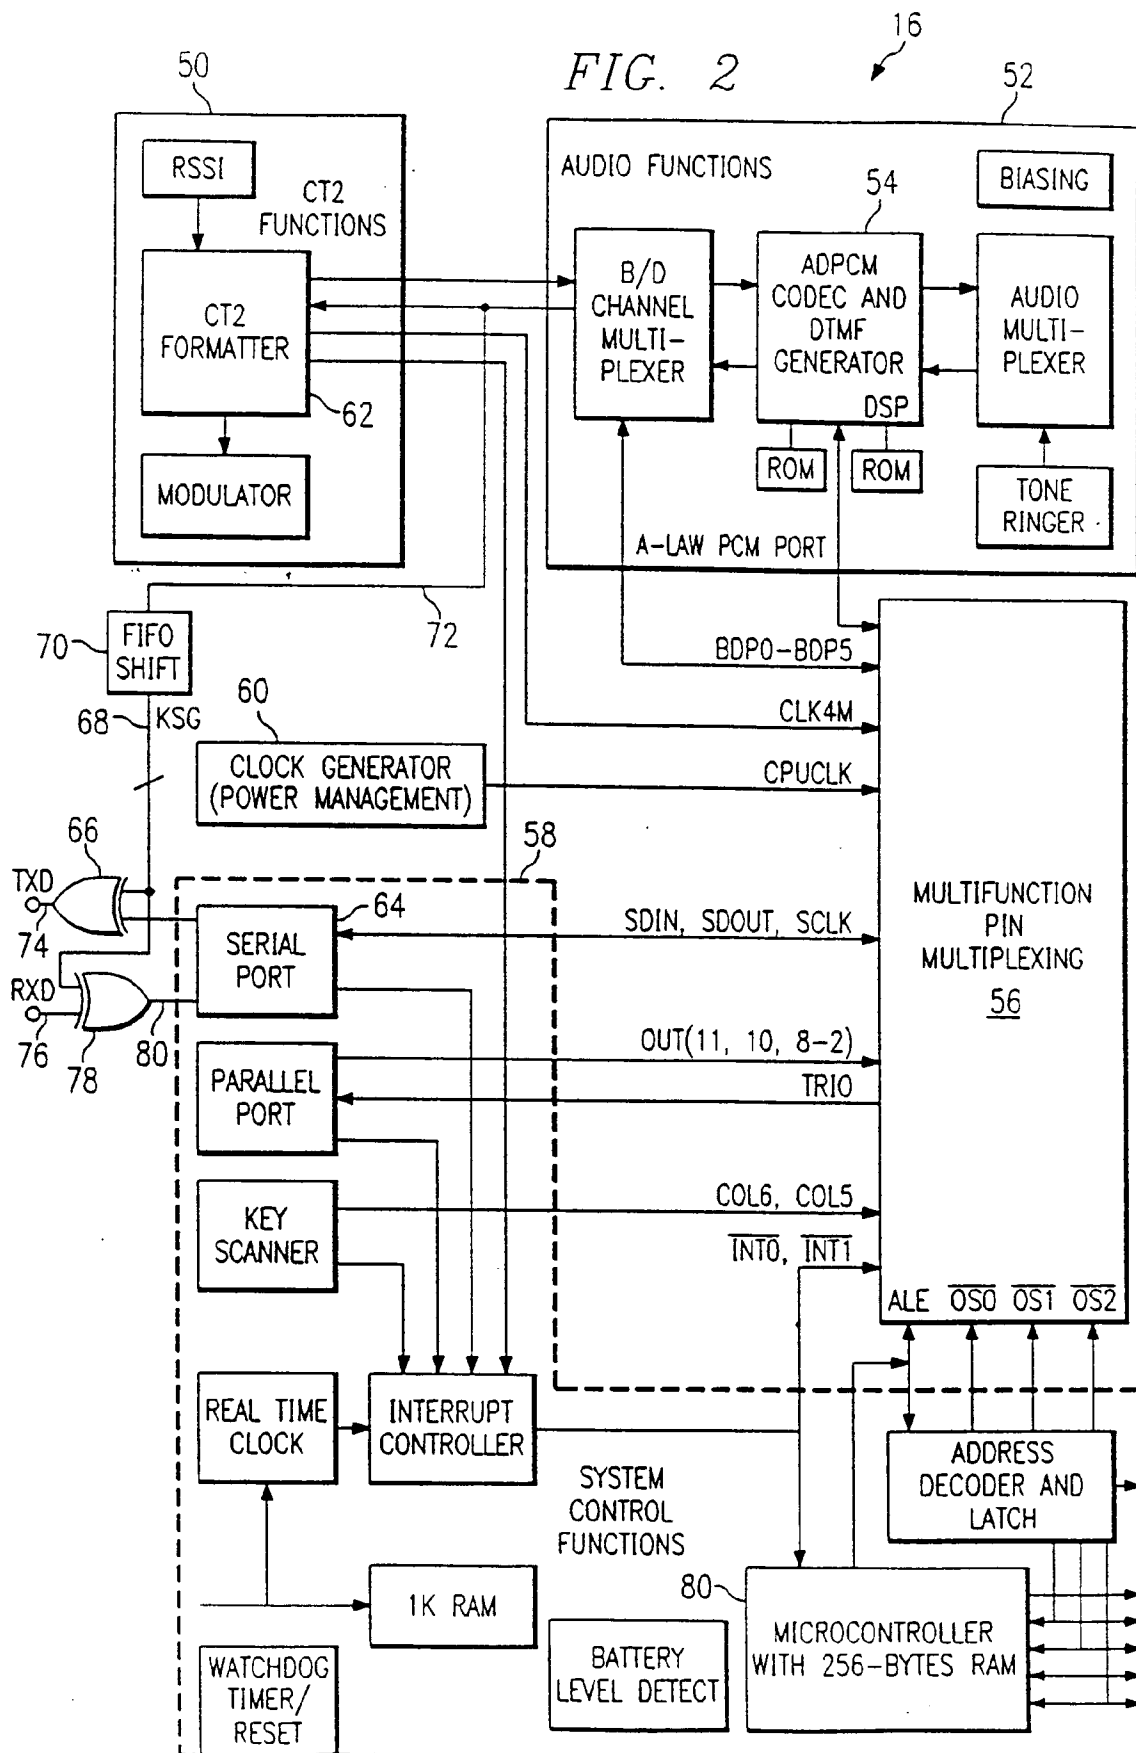 FIG. 2
16
50
52
RSSI
CT2
FUNCTIONS
CT2
FORMATTER
62
MODULATOR
AUDIO FUNCTIONS
BIASING
54
B/D
CHANNEL
MULTI-
PLEXER
ADPCM
CODEC AND
DTMF
GENERATOR
DSP
AUDIO
MULTI-
PLEXER
ROM
ROM
TONE
RINGER
A-LAW PCM PORT
72
70
FIFO
SHIFT
68
KSG
60
CLOCK GENERATOR
(POWER MANAGEMENT)
BDP0-BDP5
CLK4M
CPUCLK
66
TXD
74
RXD
76
78
80
58
64
SERIAL
PORT
SDIN, SDOUT, SCLK
MULTIFUNCTION
PIN
MULTIPLEXING
56
PARALLEL
PORT
OUT(11, 10, 8-2)
TRIO
KEY
SCANNER
COL6, COL5
INT0, INT1
ALE OS0 OS1 OS2
REAL TIME
CLOCK
INTERRUPT
CONTROLLER
SYSTEM
CONTROL
FUNCTIONS
ADDRESS
DECODER AND
LATCH
1K RAM
80
MICROCONTROLLER
WITH 256-BYTES RAM
WATCHDOG
TIMER/
RESET
BATTERY
LEVEL DETECT